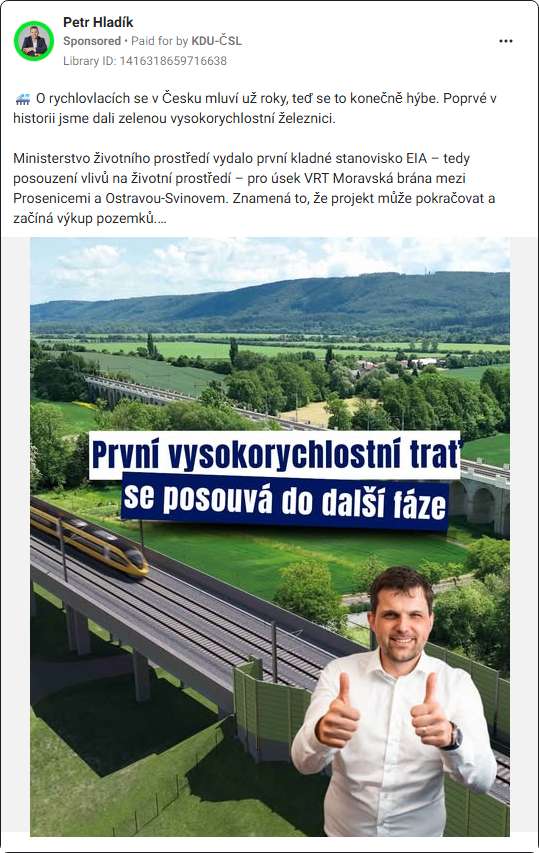 Petr Hladík
Sponsored • Paid for by KDU-ČSL
Library ID: 1416318659716638
🚄 O rychlovlacích se v Česku mluví už roky, teď se to konečně hýbe. Poprvé v
historii jsme dali zelenou vysokorychlostní železnici.
Ministerstvo životního prostředí vydalo první kladné stanovisko EIA – tedy
posouzení vlivů na životní prostředí – pro úsek VRT Moravská brána mezi
Prosenicemi a Ostravou-Svinovem. Znamená to, že projekt může pokračovat a
začíná výkup pozemků....
První vysokorychlostní trať
se posouvá do další fáze